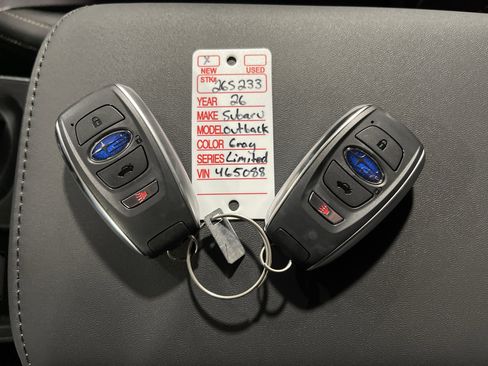 X
NEW USED
STK# 26S233
YEAR 26
MAKE Subaru
MODEL Outback
COLOR Gray
SERIES Limited
VIN 465088